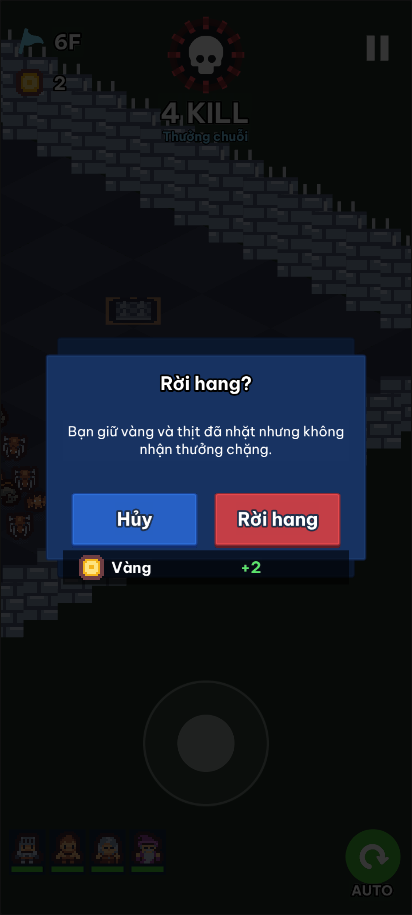 6F
2
4 KILL
Thưởng chuỗi
Rời hang?
Bạn giữ vàng và thịt đã nhặt nhưng không
nhận thưởng chặng.
Hủy
Rời hang
Vàng
+2
AUTO